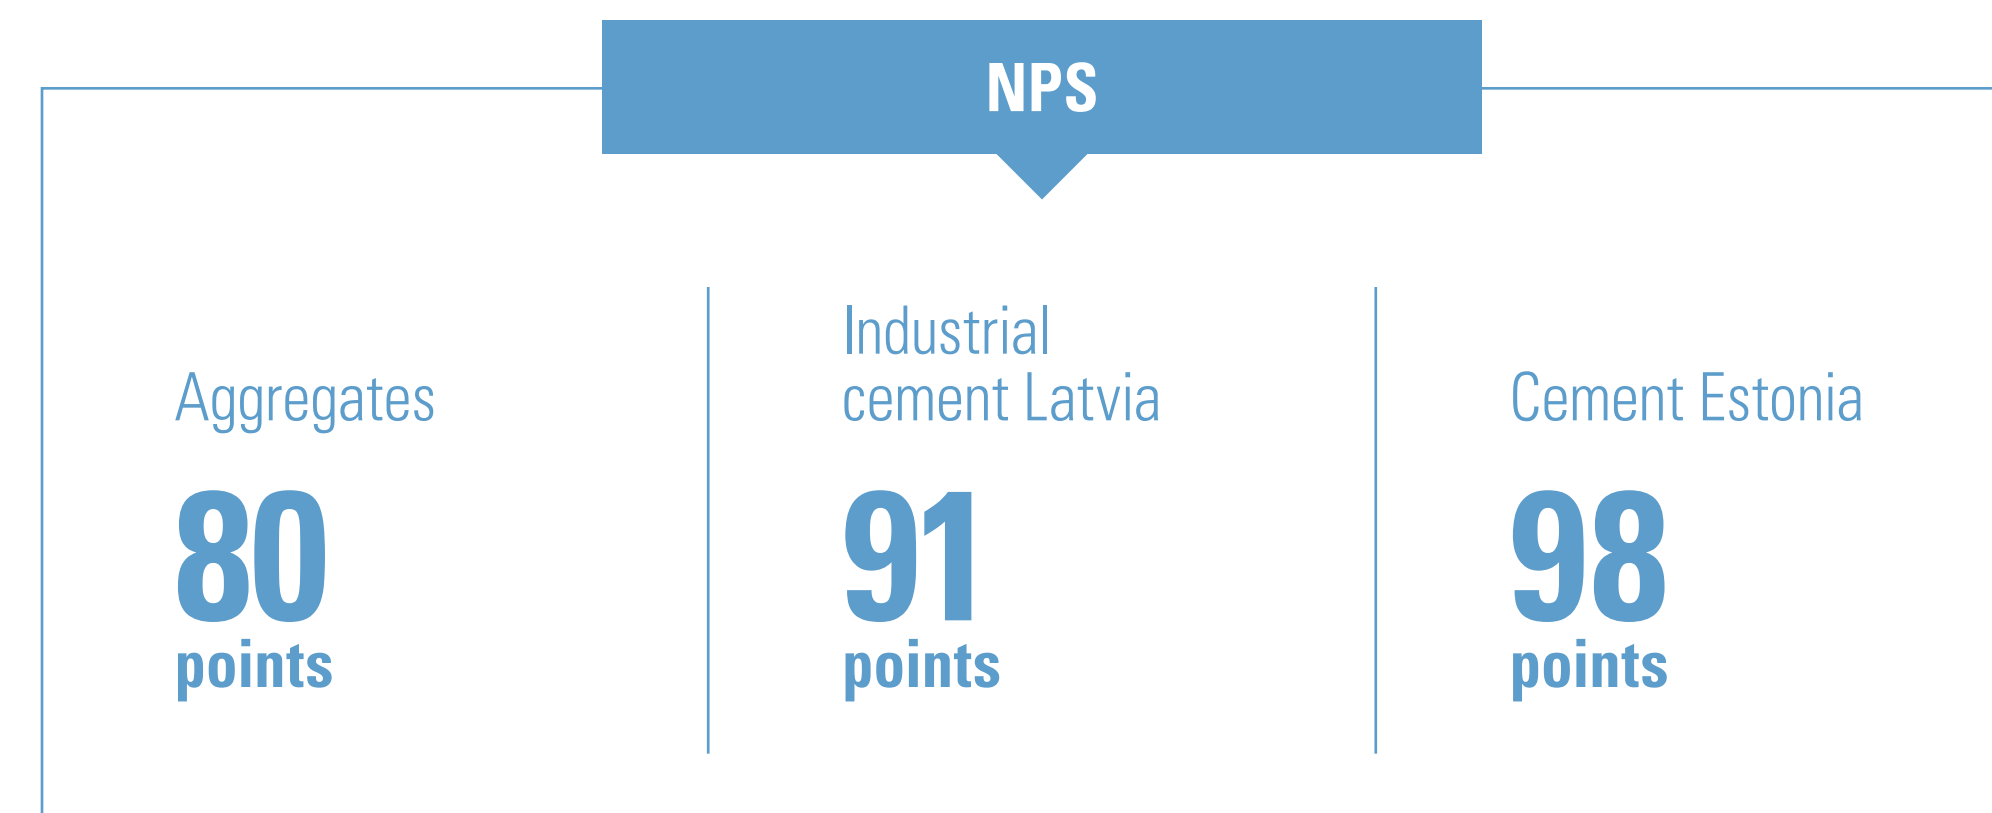 NPS
Aggregates
80
points
Industrial
cement Latvia
91
points
Cement Estonia
98
points